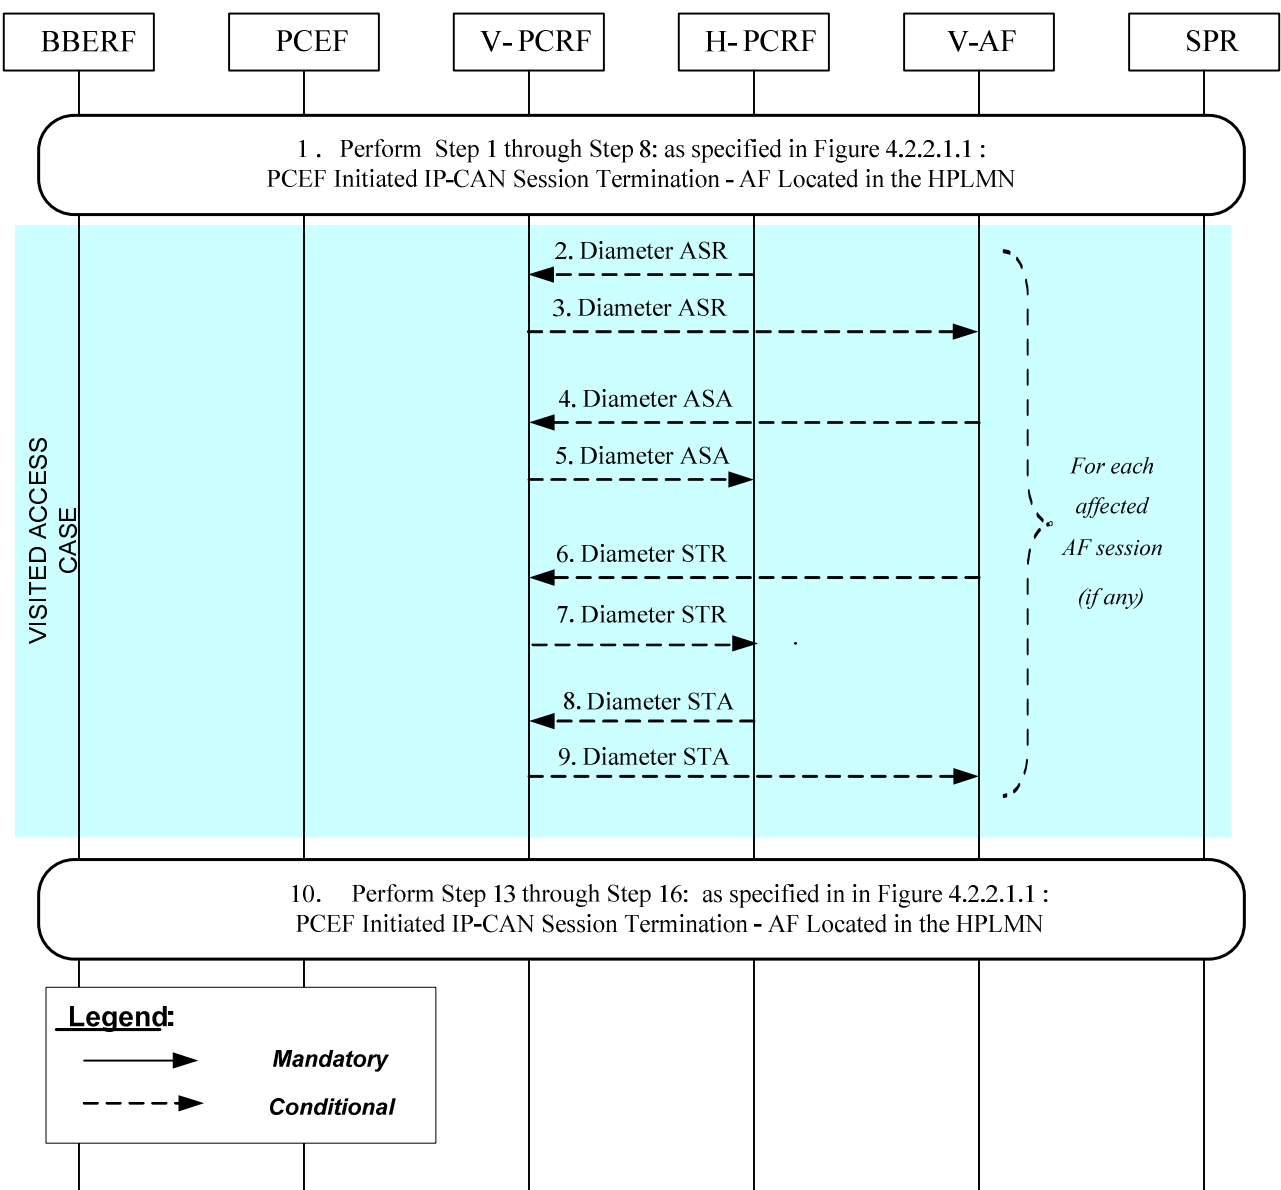 BBERF
PCEF
V- PCRF
H- PCRF
V-AF
SPR
1 . Perform Step 1 through Step 8: as specified in Figure 4.2.2.1.1 :
PCEF Initiated IP-CAN Session Termination - AF Located in the HPLMN
2. Diameter ASR
3. Diameter ASR
4. Diameter ASA
5. Diameter ASA
6. Diameter STR
7. Diameter STR
8. Diameter STA
9. Diameter STA
VISITED ACCESS
CASE
For each
affected
AF session
(if any)
10. Perform Step 13 through Step 16: as specified in in Figure 4.2.2.1.1 :
PCEF Initiated IP-CAN Session Termination - AF Located in the HPLMN
Legend:
Mandatory
Conditional